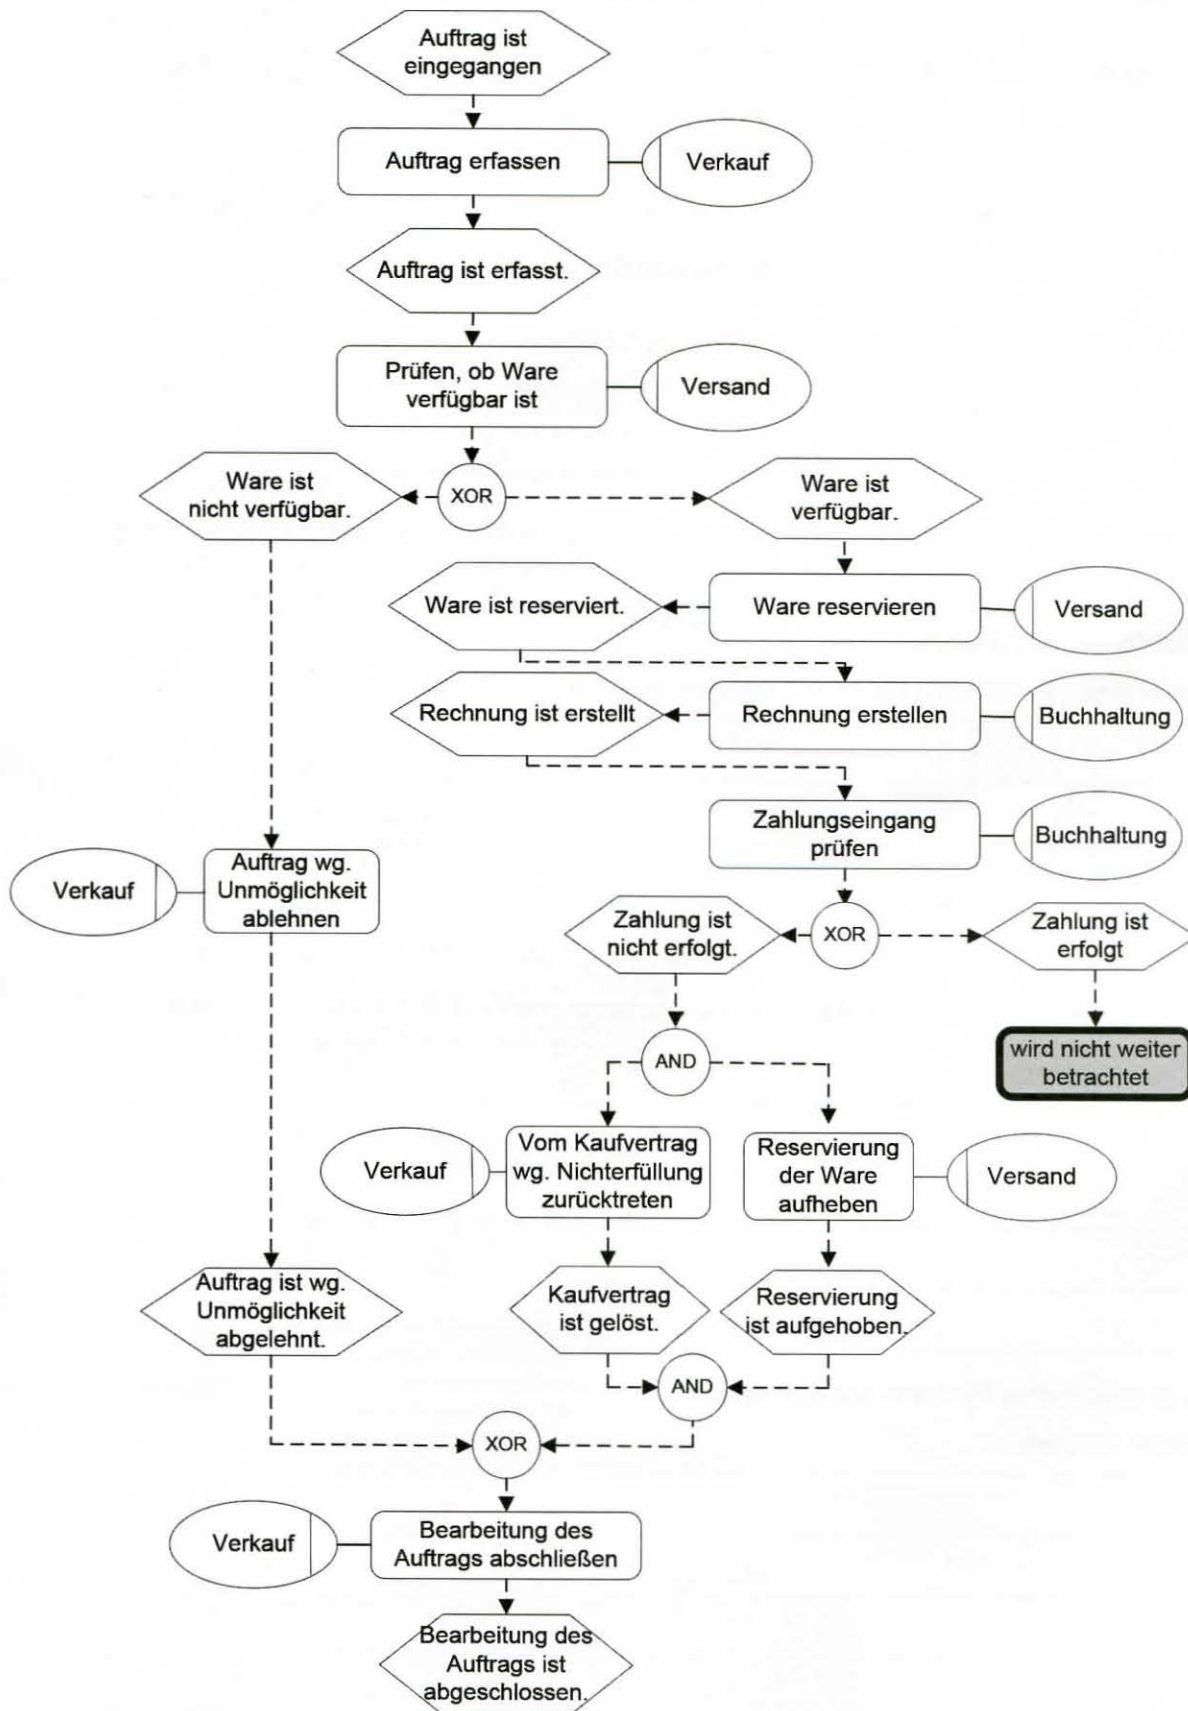 Auftrag ist
eingegangen
Auftrag erfassen
Verkauf
Auftrag ist erfasst.
Prüfen, ob Ware
verfügbar ist
Versand
Ware ist
nicht verfügbar.
XOR
Ware ist
verfügbar.
Ware ist reserviert.
Ware reservieren
Versand
Rechnung ist erstellt
Rechnung erstellen
Buchhaltung
Zahlungseingang
prüfen
Buchhaltung
Verkauf
Auftrag wg.
Unmöglichkeit
ablehnen
Zahlung ist
nicht erfolgt.
XOR
Zahlung ist
erfolgt
AND
wird nicht weiter
betrachtet
Verkauf
Vom Kaufvertrag
wg. Nichterfüllung
zurücktreten
Reservierung
der Ware
aufheben
Versand
Auftrag ist wg.
Unmöglichkeit
abgelehnt.
Kaufvertrag
ist gelöst.
Reservierung
ist aufgehoben.
AND
XOR
Verkauf
Bearbeitung des
Auftrags abschließen
Bearbeitung des
Auftrags ist
abgeschlossen.